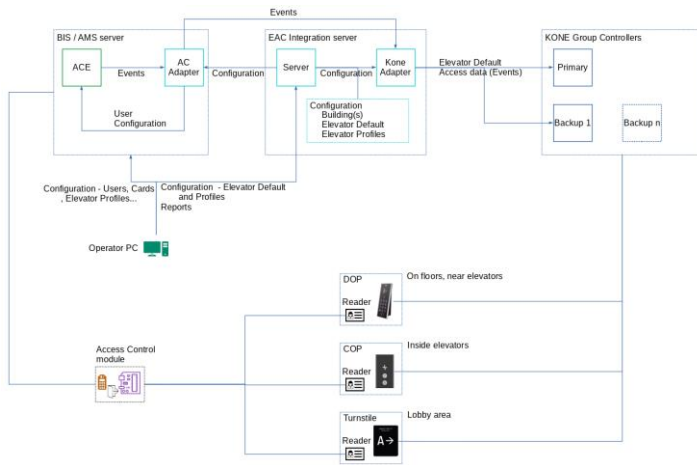 Events
BIS / AMS server
EAC Integration server
KONE Group Controllers
ACE
Events
AC
Adapter
Configuration
Server
Configuration
Kone
Adapter
Elevator Default
Access data (Events)
Primary
User
Configuration
Configuration
Building(s)
Elevator Default
Elevator Profiles
Backup 1
Backup n
Configuration - Users, Cards
, Elevator Profiles...
Configuration - Elevator Default
and Profiles
Reports
Operator PC
DOP
On floors, near elevators
Reader
Access Control
module
COP
Inside elevators
Reader
Turnstile
Lobby area
Reader
A→